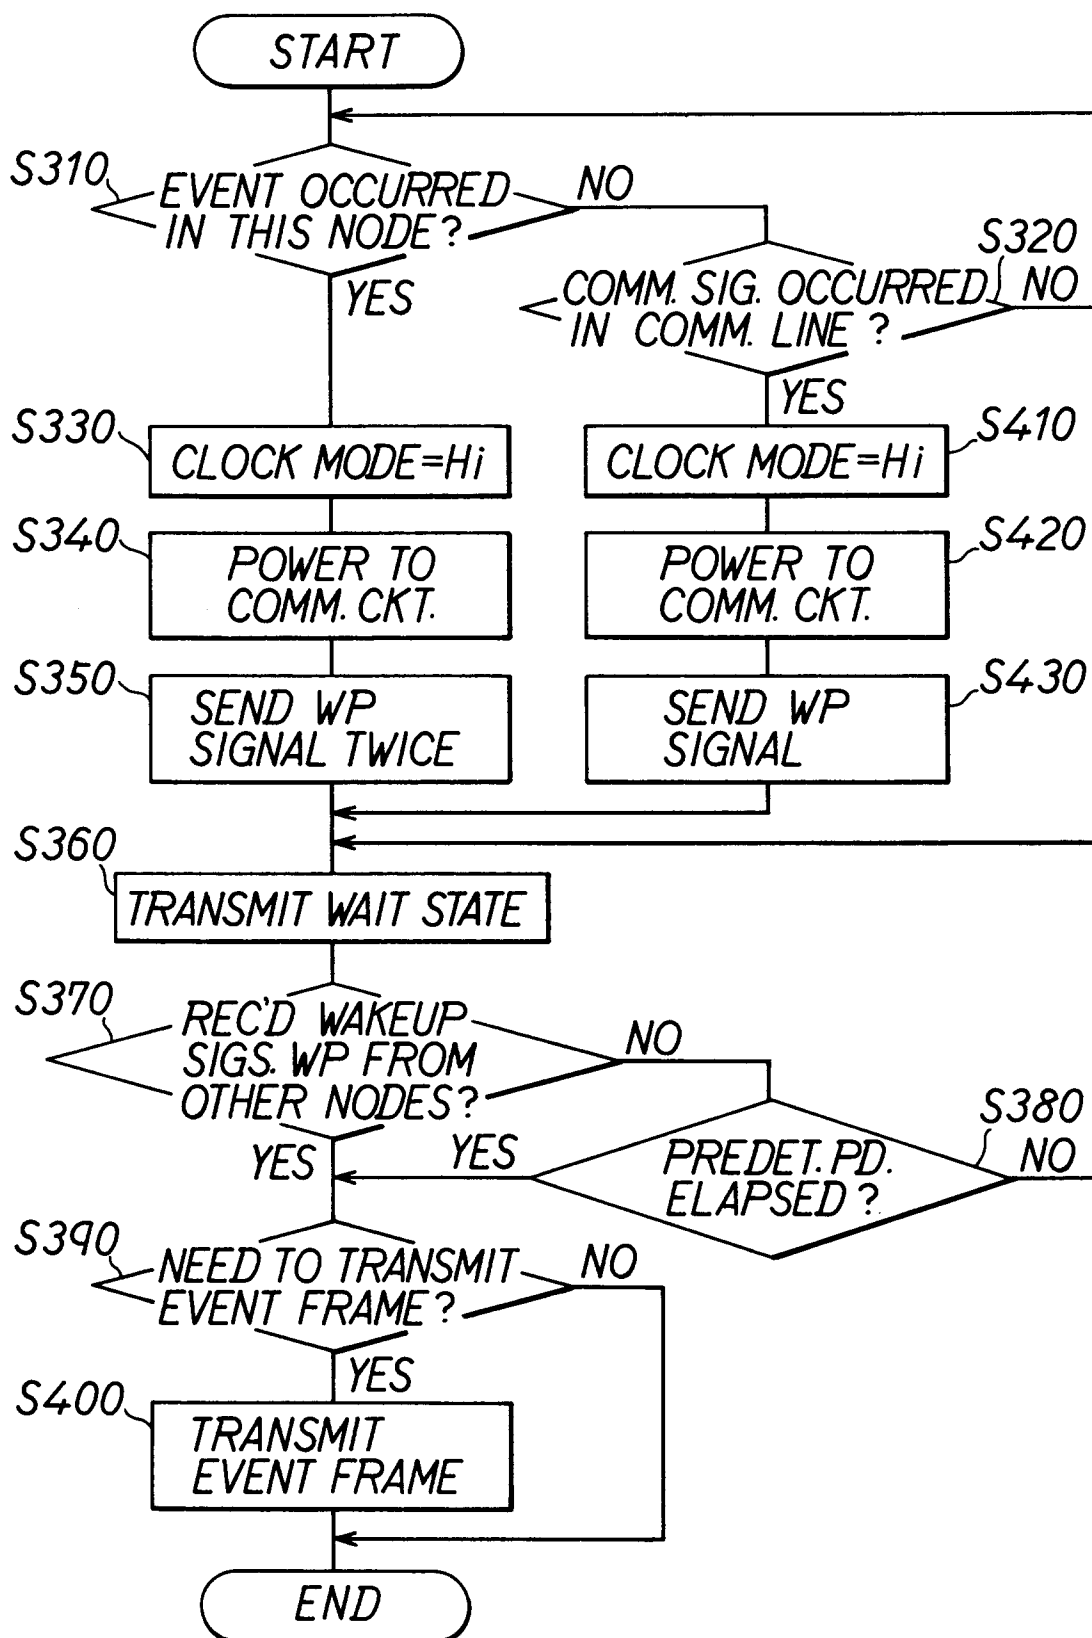 START
S310
EVENT OCCURRED
IN THIS NODE?
NO
YES
S320
COMM. SIG. OCCURRED
IN COMM. LINE ?
NO
YES
S330
CLOCK MODE=Hi
S410
CLOCK MODE=Hi
S340
POWER TO
COMM. CKT.
S420
POWER TO
COMM. CKT.
S350
SEND WP
SIGNAL TWICE
S430
SEND WP
SIGNAL
S360
TRANSMIT WAIT STATE
S370
REC'D WAKEUP
SIGS. WP FROM
OTHER NODES?
NO
YES
S380
PREDET. PD.
ELAPSED ?
YES
NO
S390
NEED TO TRANSMIT
EVENT FRAME?
NO
YES
S400
TRANSMIT
EVENT FRAME
END